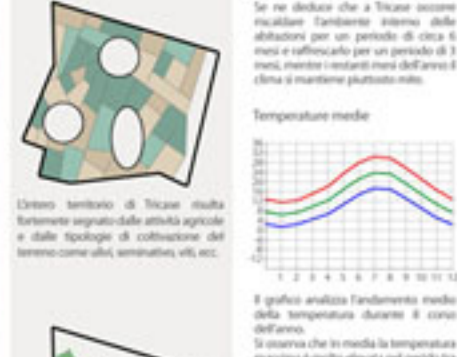 L'intero territorio di Tricase risulta
fortemente segnato dalle attività agricole
e dalle tipologie di coltivazione del
terreno come ulivi, seminativo, viti, ecc.
Se ne deduce che a Tricase occorre
riscaldare l'ambiente interno delle
abitazioni per un periodo di circa 6
mesi e raffrescarlo per un periodo di 3
mesi, mentre i restanti mesi dell'anno il
clima si mantiene piuttosto mite.
Temperature medie
1 2 3 4 5 6 7 8 9 10 11 12
Il grafico analizza l'andamento medio
della temperatura durante il corso
dell'anno.
Si osserva che in media la temperatura